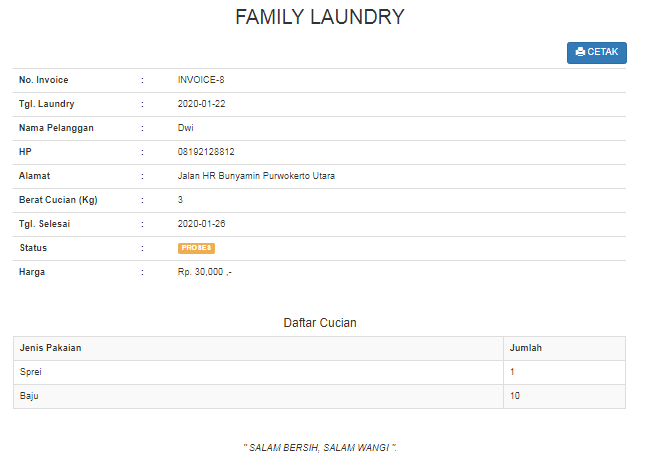 FAMILY LAUNDRY
CETAK
No. Invoice : INVOICE-8
Tgl. Laundry : 2020-01-22
Nama Pelanggan : Dwi
HP : 08192128812
Alamat : Jalan HR Bunyamin Purwokerto Utara
Berat Cucian (Kg) : 3
Tgl. Selesai : 2020-01-26
Status : PROSES
Harga : Rp. 30,000 ,-
Daftar Cucian
Jenis Pakaian Jumlah
Sprei 1
Baju 10
" SALAM BERSIH, SALAM WANGI ".